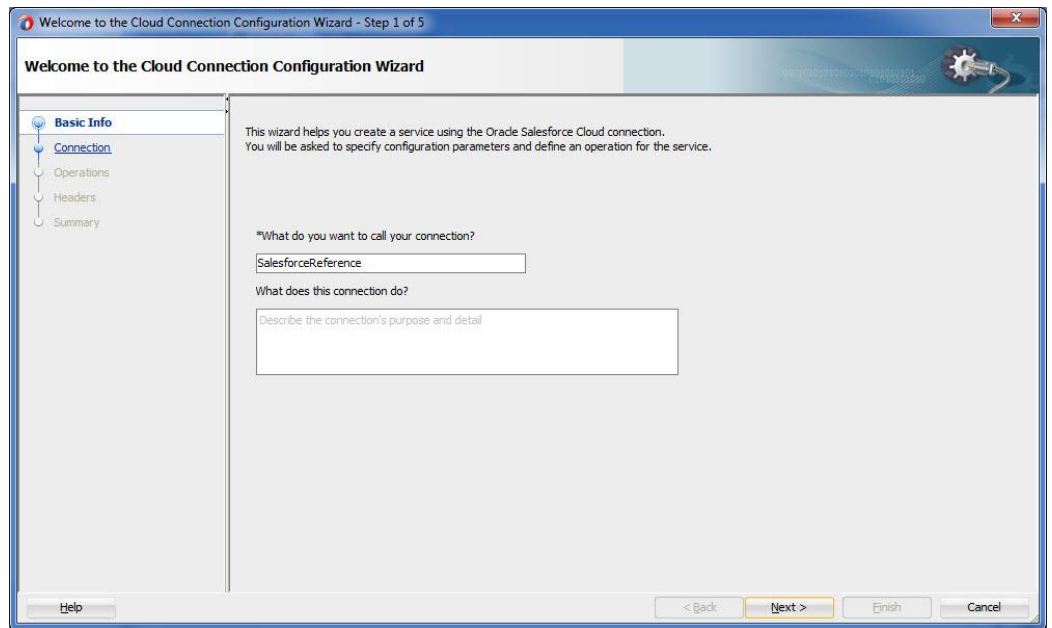 Welcome to the Cloud Connection Configuration Wizard - Step 1 of 5
Welcome to the Cloud Connection Configuration Wizard
Basic Info
Connection
Operations
Headers
Summary
This wizard helps you create a service using the Oracle Salesforce Cloud connection.
You will be asked to specify configuration parameters and define an operation for the service.
*What do you want to call your connection?
SalesforceReference
What does this connection do?
Describe the connection's purpose and detail
Help
< Back
Next >
Finish
Cancel